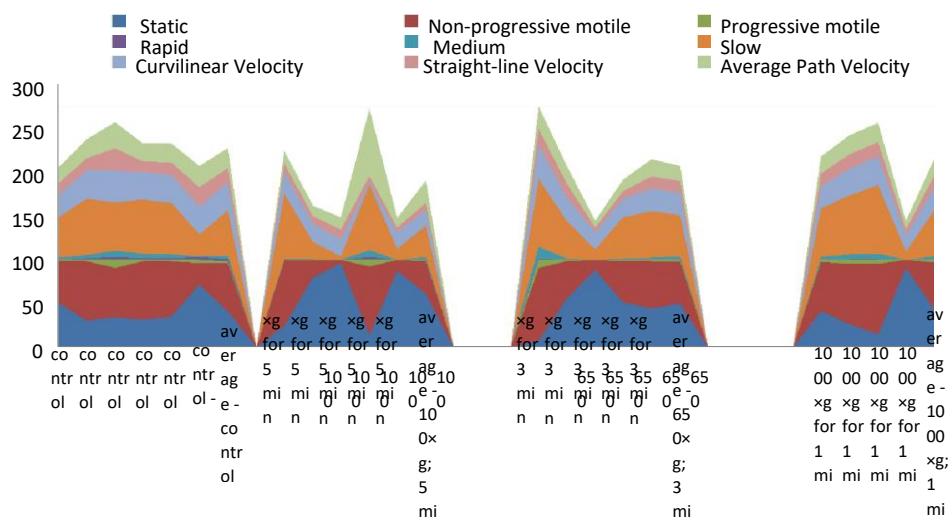 Static
Non-progressive motile
Progressive motile
Rapid
Medium
Slow
Curvilinear Velocity
Straight-line Velocity
Average Path Velocity
300
250
200
150
100
50
0
co
ntr
ol
co
ntr
ol
co
ntr
ol
co
ntr
ol
co
ntr
ol
co
ntr
ol -
av
er
ag
e -
co
ntr
ol
×g
for
5
mi
n
×g
for
5
mi
n
10
0
×g
for
5
mi
n
10
0
×g
for
5
mi
n
10
0
×g
for
5
mi
n
10
0
av
er
ag
e -
10
0×
g;
5
mi
10
0
×g
for
3
mi
n
×g
for
3
mi
n
65
0
×g
for
3
mi
n
65
0
×g
for
3
mi
n
65
0
×g
for
3
mi
n
65
0
av
er
ag
e -
65
0×
g;
3
mi
65
0
10
00
×g
for
1
mi
10
00
×g
for
1
mi
10
00
×g
for
1
mi
10
00
×g
for
1
mi
av
er
ag
e -
10
00
×g;
1
mi